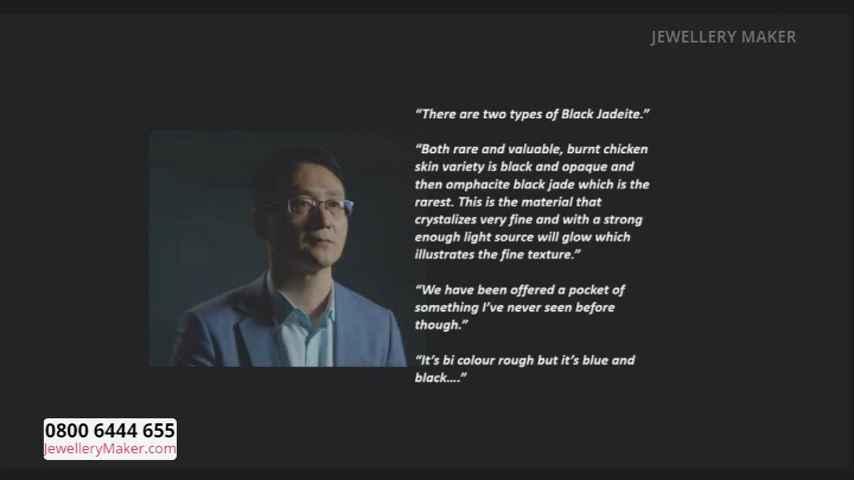 JEWELLERY MAKER
“There are two types of Black Jadeite.”
“Both rare and valuable, burnt chicken
skin variety is black and opaque and
then omphacite black jade which is the
rarest. This is the material that
crystalizes very fine and with a strong
enough light source will glow which
illustrates the fine texture.”
“We have been offered a pocket of
something I’ve never seen before
though.”
“It’s bi colour rough but it’s blue and
black....”
0800 6444 655
JewelleryMaker.com